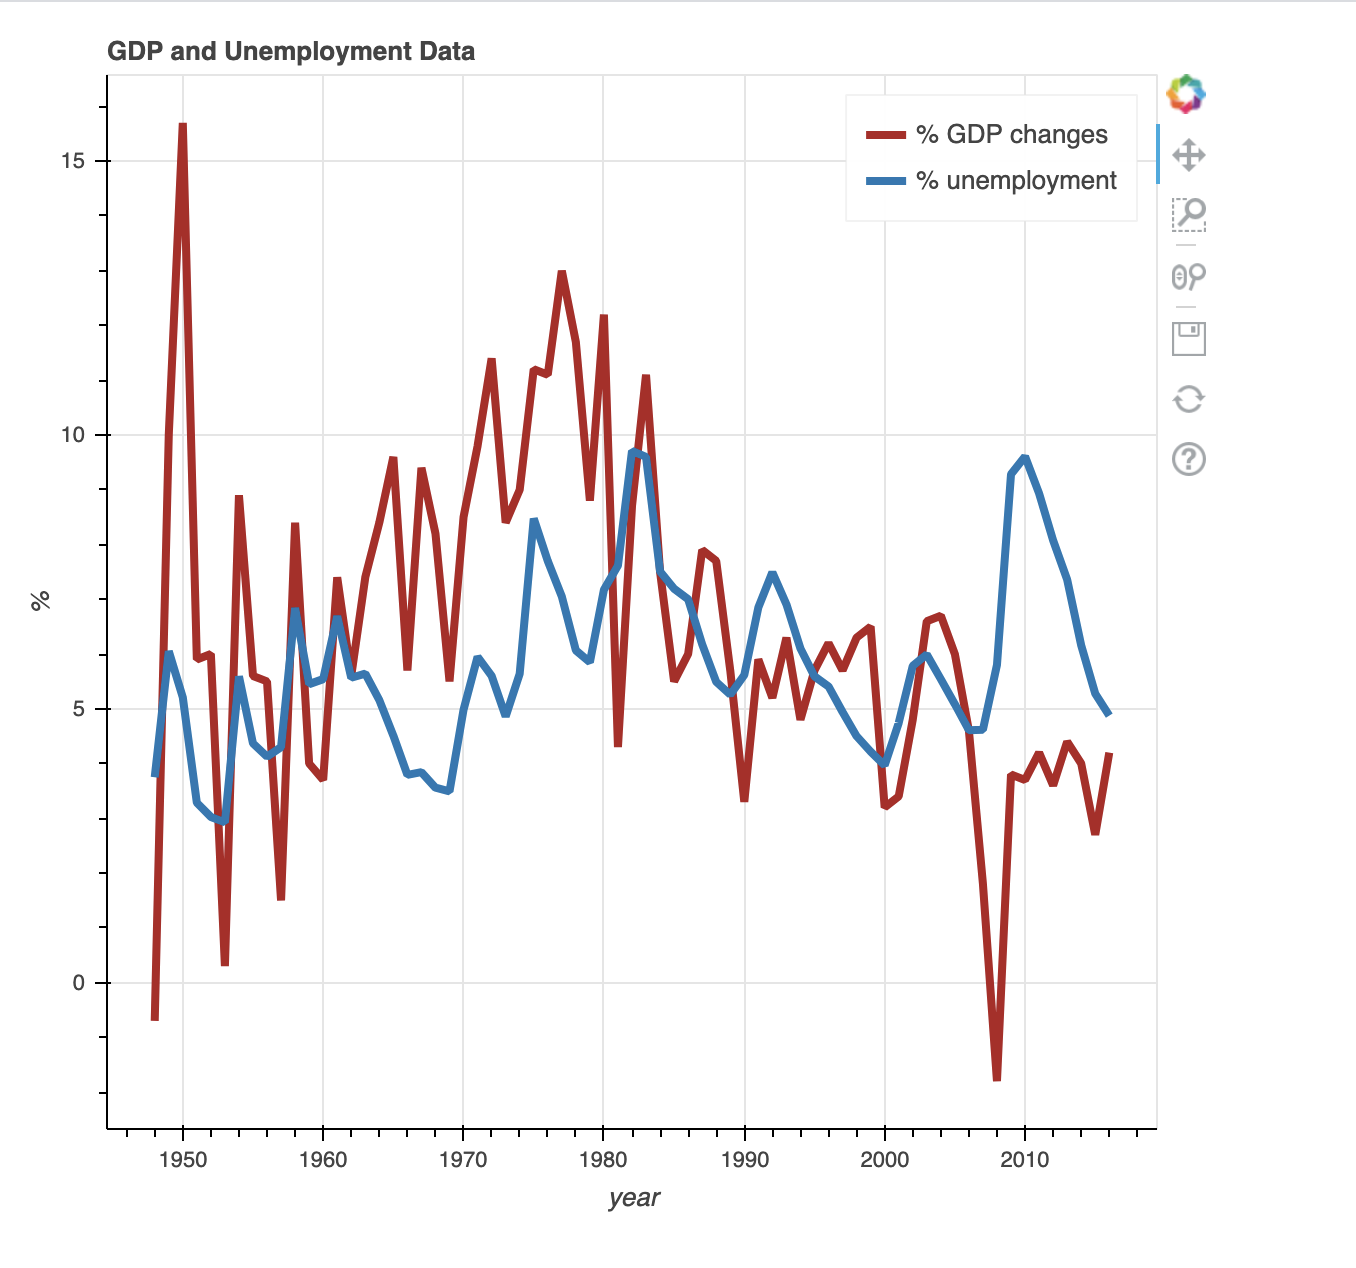 GDP and Unemployment Data
% GDP changes
% unemployment
15
10
5
0
%
1950 1960 1970 1980 1990 2000 2010
year